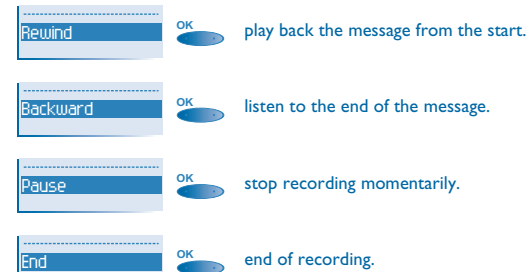 Rewind OK play back the message from the start.
Backward OK listen to the end of the message.
Pause OK stop recording momentarily.
End OK end of recording.